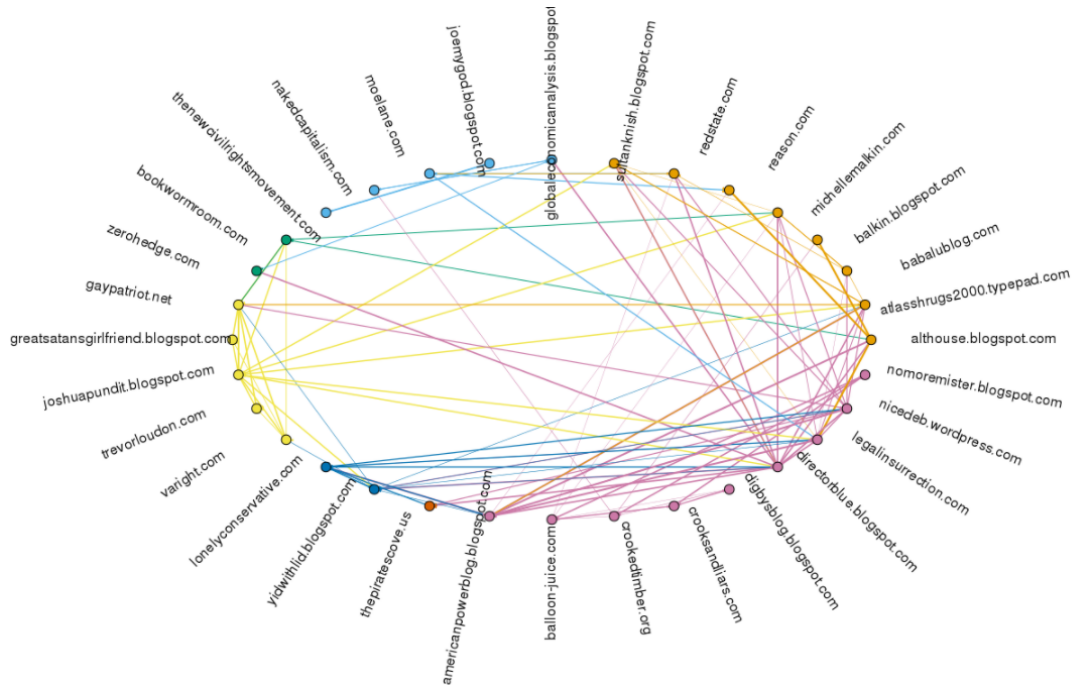 globaleconomicanalysis.blogspot
sultanknish.blogspot.com
redstate.com
reason.com
michellemalkin.com
balkin.blogspot.com
babalublog.com
atlasshrugs2000.typepad.com
althouse.blogspot.com
nomoremister.blogspot.com
nicedeb.wordpress.com
legalinsurrection.com
directorblue.blogspot.com
digbysblog.blogspot.com
crooksandliars.com
crookedtimber.org
balloon-juice.com
americanpowerblog.blogspot.com
thepiratescove.us
yidwithlid.blogspot.com
lonelyconservative.com
varight.com
trevorloudon.com
joshuapundit.blogspot.com
greatsatansgirlfriend.blogspot.com
gaypatriot.net
zerohedge.com
bookwormroom.com
thenewcivilrightsmovement.com
nakedcapitalism.com
moelane.com
joemygod.blogspot.com